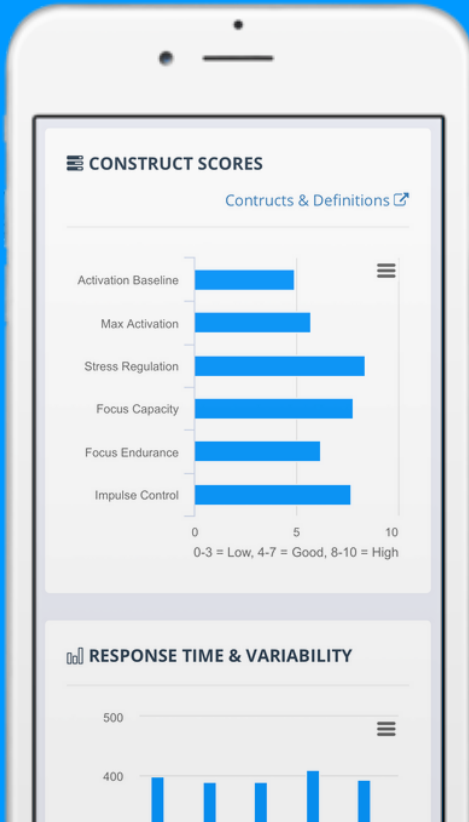 CONSTRUCT SCORES
Contructs & Definitions
Activation Baseline
Max Activation
Stress Regulation
Focus Capacity
Focus Endurance
Impulse Control
0 5 10
0-3 = Low, 4-7 = Good, 8-10 = High
RESPONSE TIME & VARIABILITY
500
400